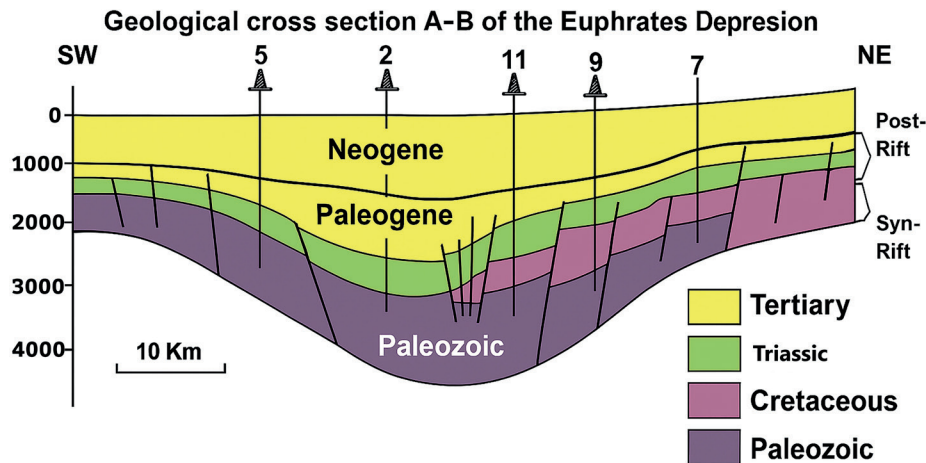 Geological cross section A–B of the Euphrates Depresion
SW 5 2 11 9 7 NE
0
1000
2000
3000
4000
Neogene
Paleogene
Paleozoic
10 Km
Post-
Rift
Syn-
Rift
Tertiary
Triassic
Cretaceous
Paleozoic